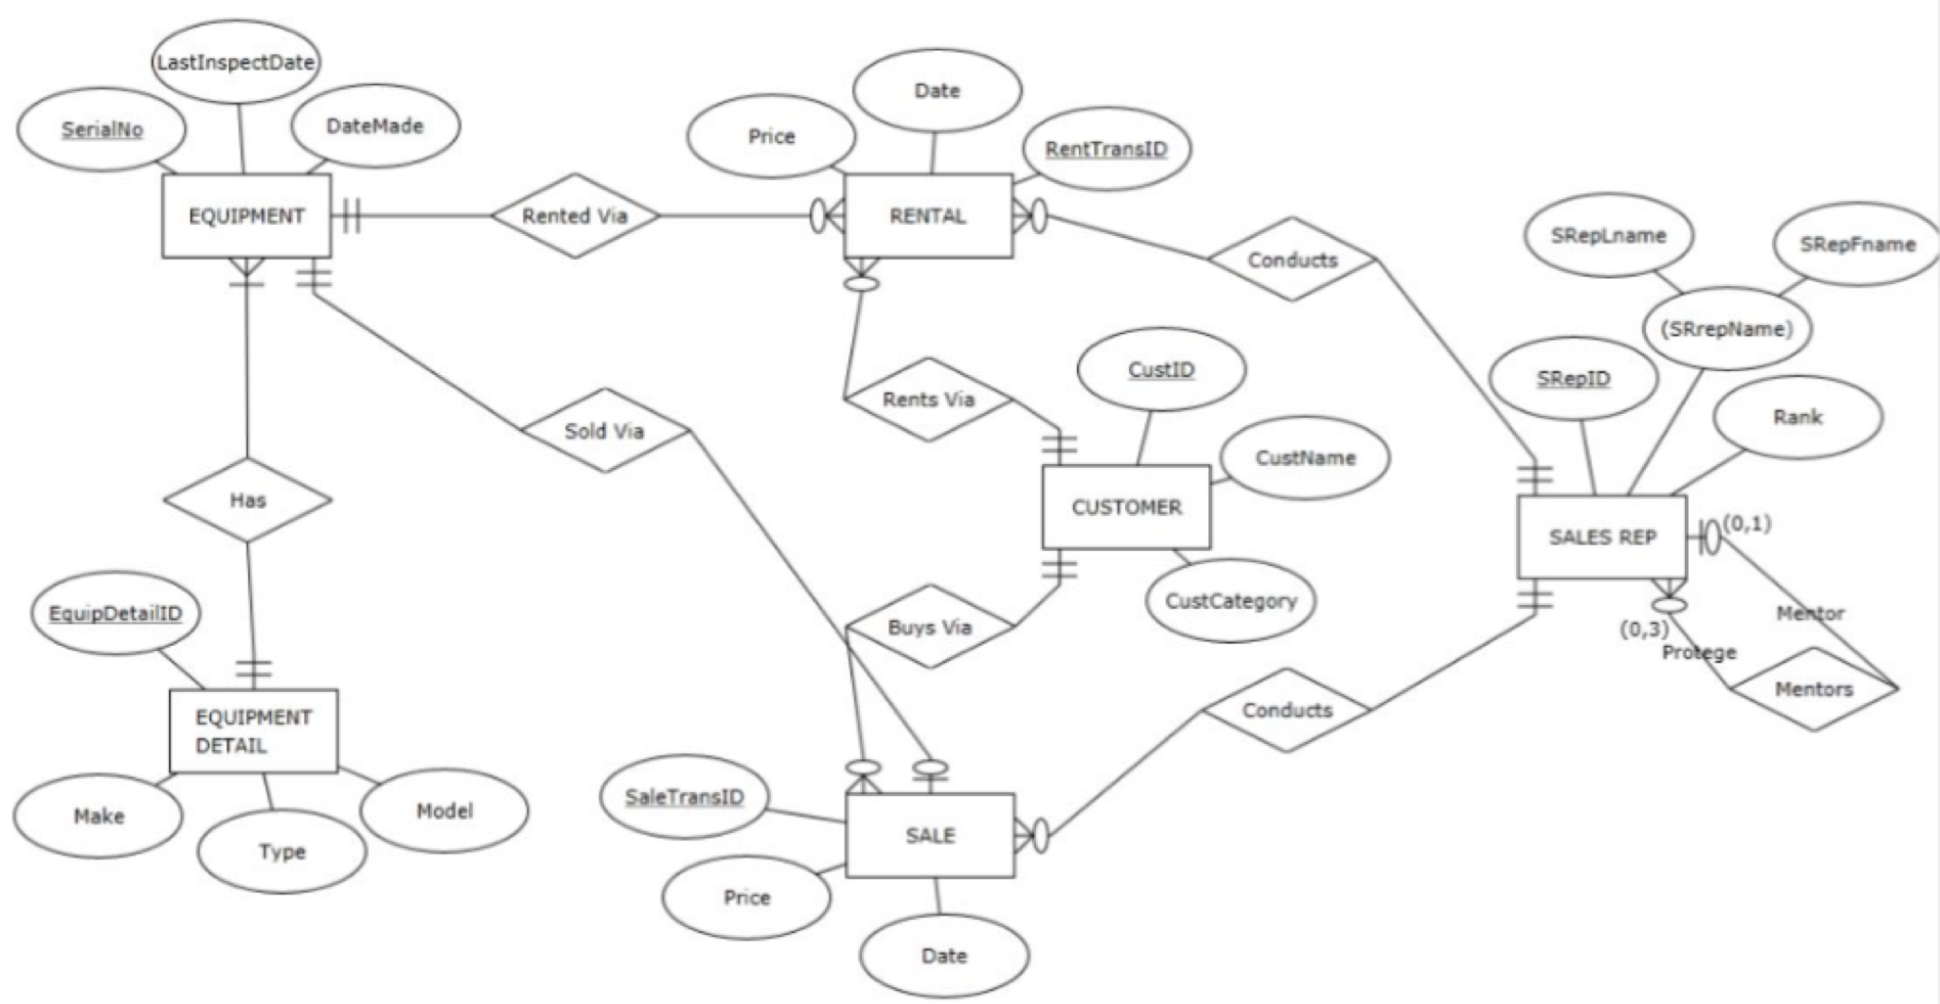 LastInspectDate
SerialNo
DateMade
EQUIPMENT
Rented Via
Price
Date
RentTransID
RENTAL
Conducts
SRepLname
SRepFname
(SRrepName)
SRepID
Rank
SALES REP
(0,1)
Mentor
(0,3)
Protege
Mentors
Rents Via
CustID
CustName
CUSTOMER
CustCategory
Sold Via
Buys Via
Has
EquipDetailID
EQUIPMENT
DETAIL
Make
Type
Model
Conducts
SaleTransID
SALE
Price
Date